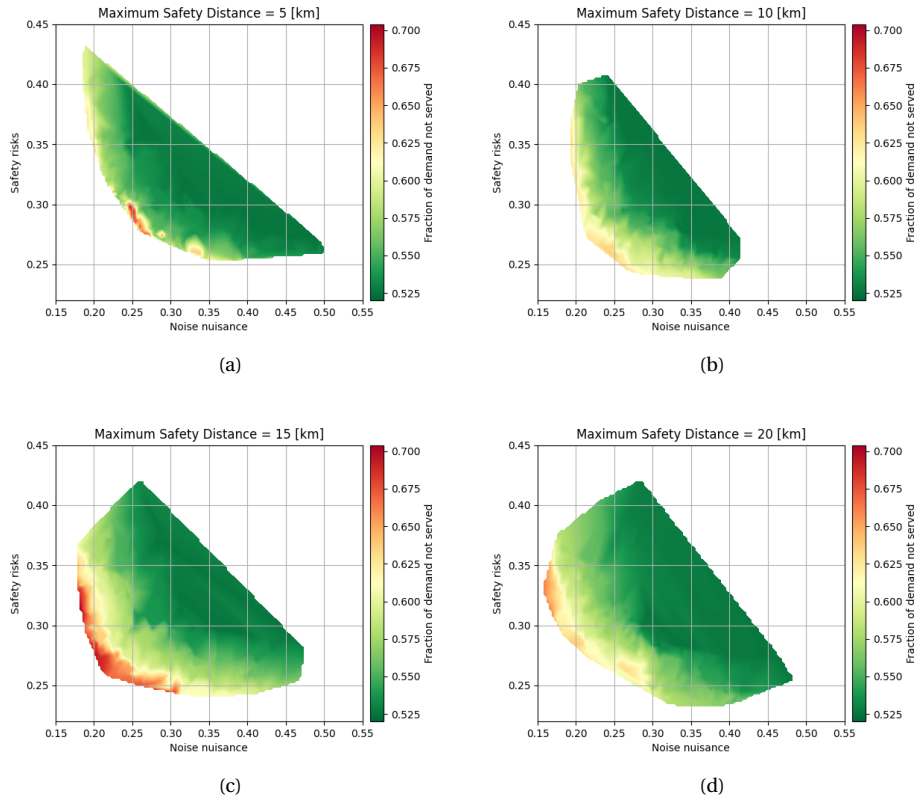 Maximum Safety Distance = 5 [km]
0.45
0.40
0.35
0.30
0.25
Safety risks
0.15 0.20 0.25 0.30 0.35 0.40 0.45 0.50 0.55
Noise nuisance
0.700
0.675
0.650
0.625
0.600
0.575
0.550
0.525
Fraction of demand not served
(a)
Maximum Safety Distance = 10 [km]
0.45
0.40
0.35
0.30
0.25
Safety risks
0.15 0.20 0.25 0.30 0.35 0.40 0.45 0.50 0.55
Noise nuisance
0.700
0.675
0.650
0.625
0.600
0.575
0.550
0.525
Fraction of demand not served
(b)
Maximum Safety Distance = 15 [km]
0.45
0.40
0.35
0.30
0.25
Safety risks
0.15 0.20 0.25 0.30 0.35 0.40 0.45 0.50 0.55
Noise nuisance
0.700
0.675
0.650
0.625
0.600
0.575
0.550
0.525
Fraction of demand not served
(c)
Maximum Safety Distance = 20 [km]
0.45
0.40
0.35
0.30
0.25
Safety risks
0.15 0.20 0.25 0.30 0.35 0.40 0.45 0.50 0.55
Noise nuisance
0.700
0.675
0.650
0.625
0.600
0.575
0.550
0.525
Fraction of demand not served
(d)